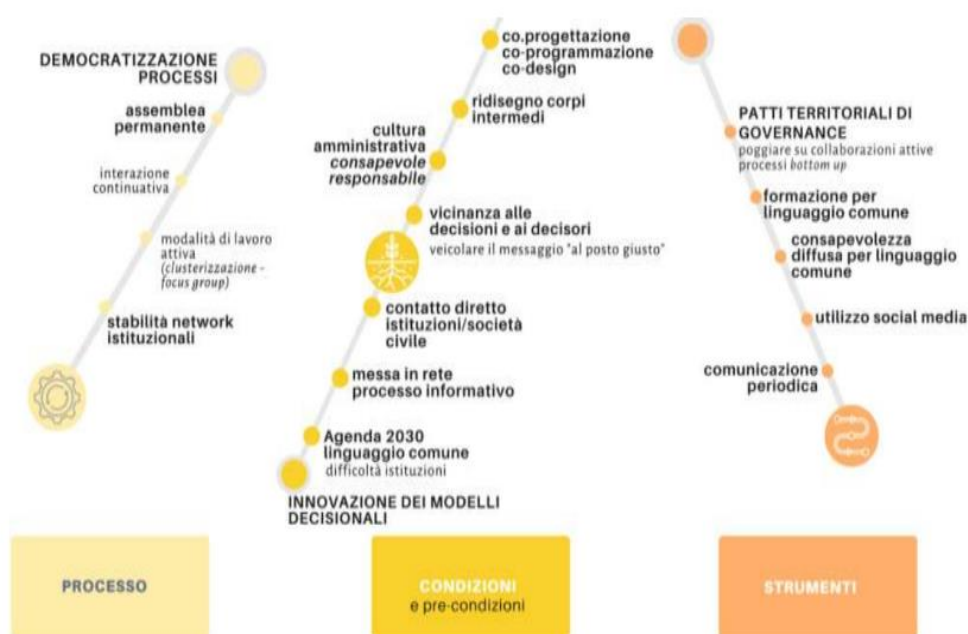 DEMOCRATIZZAZIONE
PROCESSI
assemblea
permanente
interazione
continuativa
modalità di lavoro
attiva
(clusterizzazione -
focus group)
stabilità network
istituzionali
co.progettazione
co-programmazione
co-design
ridisegno corpi
intermedi
cultura
amministrativa
consapevole
responsabile
vicinanza alle
decisioni e ai decisori
veicolare il messaggio "al posto giusto"
contatto diretto
istituzioni/società
civile
messa in rete
processo informativo
Agenda 2030
linguaggio comune
difficoltà istituzioni
INNOVAZIONE DEI MODELLI
DECISIONALI
PATTI TERRITORIALI DI
GOVERNANCE
poggiare su collaborazioni attive
processi bottom up
formazione per
linguaggio comune
consapevolezza
diffusa per linguaggio
comune
utilizzo social media
comunicazione
periodica
PROCESSO
CONDIZIONI
e pre-condizioni
STRUMENTI